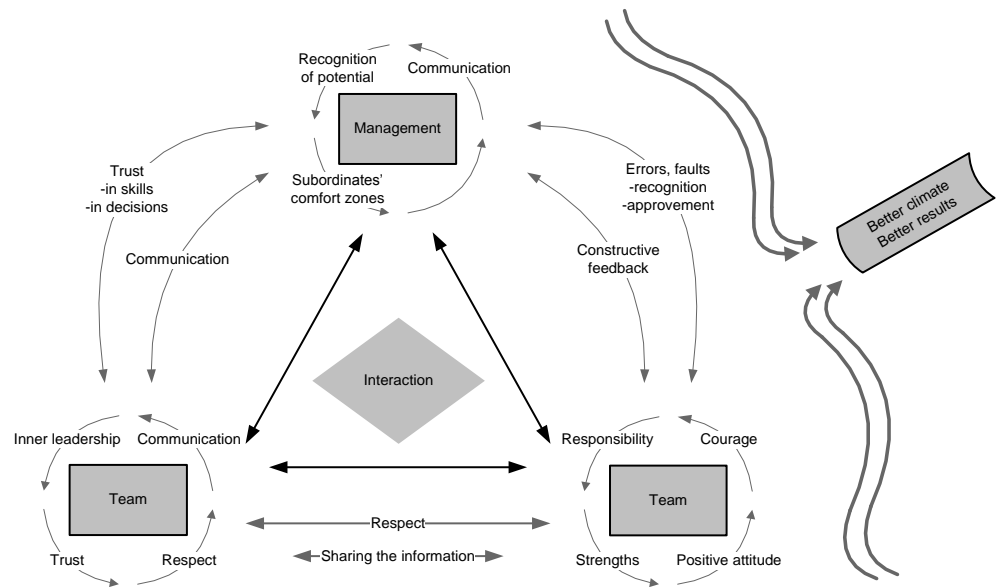 Recognition
of potential
Communication
Management
Subordinates'
comfort zones
Trust
-in skills
-in decisions
Communication
Errors, faults
-recognition
-approvement
Constructive
feedback
Better climate
Better results
Interaction
Inner leadership
Communication
Team
Trust
Respect
Responsibility
Courage
Team
Strengths
Positive attitude
Respect
Sharing the information